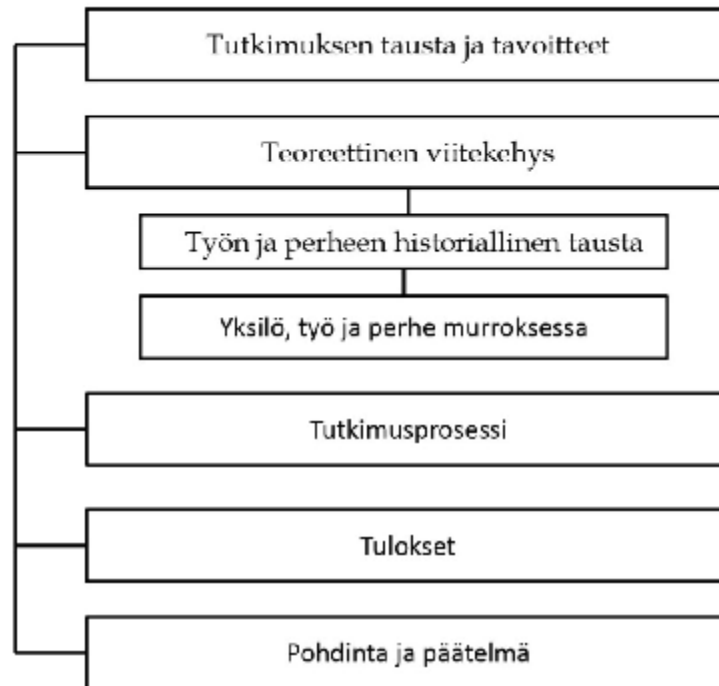 Tutkimuksen tausta ja tavoitteet
Teoreettinen viitekehys
Työn ja perheen historiallinen tausta
Yksilö, työ ja perhe murroksessa
Tutkimusprosessi
Tulokset
Pohdinta ja päätelmä